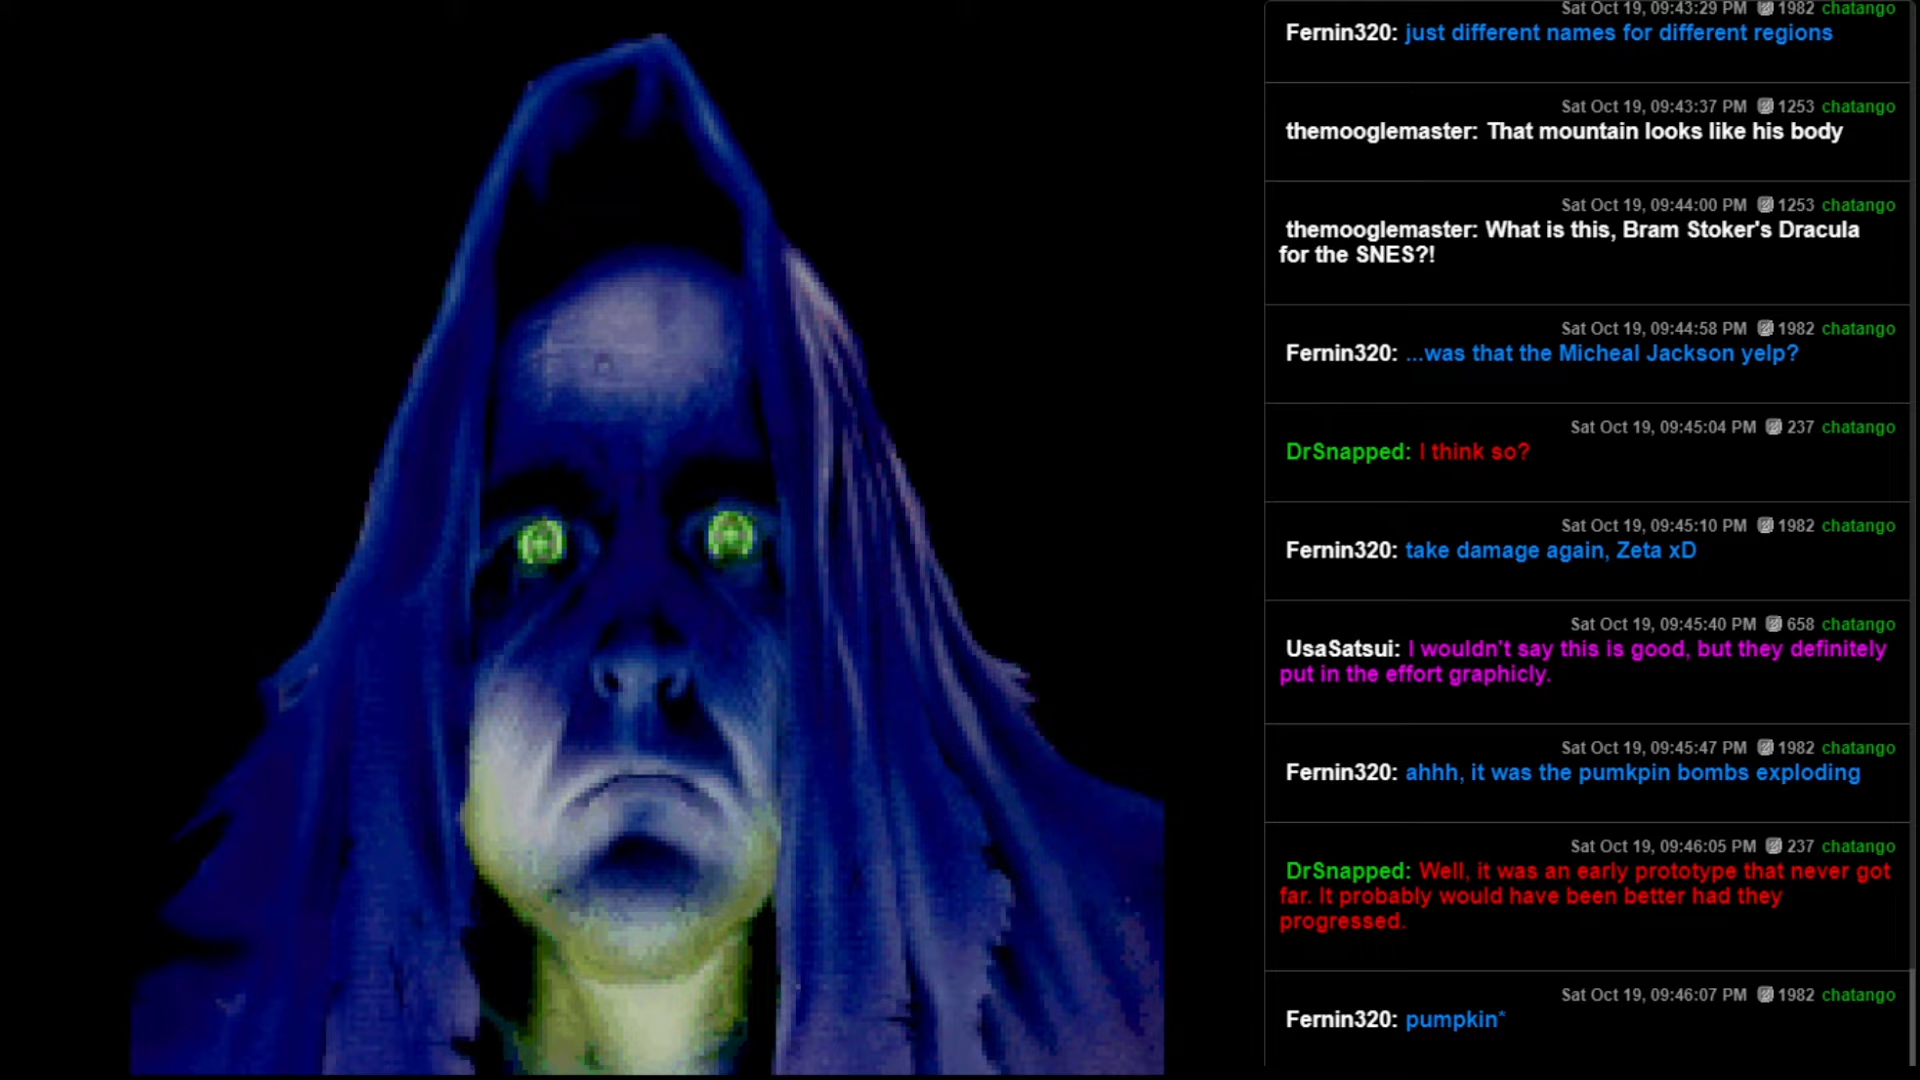 Sat Oct 19, 09:43:29 PM 1982 chatango
Fernin320: just different names for different regions
Sat Oct 19, 09:43:37 PM 1253 chatango
themooglemaster: That mountain looks like his body
Sat Oct 19, 09:44:00 PM 1253 chatango
themooglemaster: What is this, Bram Stoker's Dracula
for the SNES?!
Sat Oct 19, 09:44:58 PM 1982 chatango
Fernin320: ...was that the Micheal Jackson yelp?
Sat Oct 19, 09:45:04 PM 237 chatango
DrSnapped: I think so?
Sat Oct 19, 09:45:10 PM 1982 chatango
Fernin320: take damage again, Zeta xD
Sat Oct 19, 09:45:40 PM 658 chatango
UsaSatsui: I wouldn't say this is good, but they definitely
put in the effort graphicly.
Sat Oct 19, 09:45:47 PM 1982 chatango
Fernin320: ahhh, it was the pumkpin bombs exploding
Sat Oct 19, 09:46:05 PM 237 chatango
DrSnapped: Well, it was an early prototype that never got
far. It probably would have been better had they
progressed.
Sat Oct 19, 09:46:07 PM 1982 chatango
Fernin320: pumpkin*